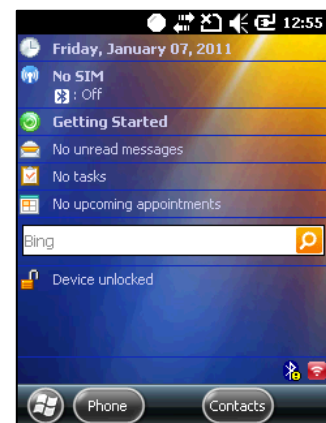 12:55
Friday, January 07, 2011
No SIM
: Off
Getting Started
No unread messages
No tasks
No upcoming appointments
Bing
Device unlocked
Phone Contacts